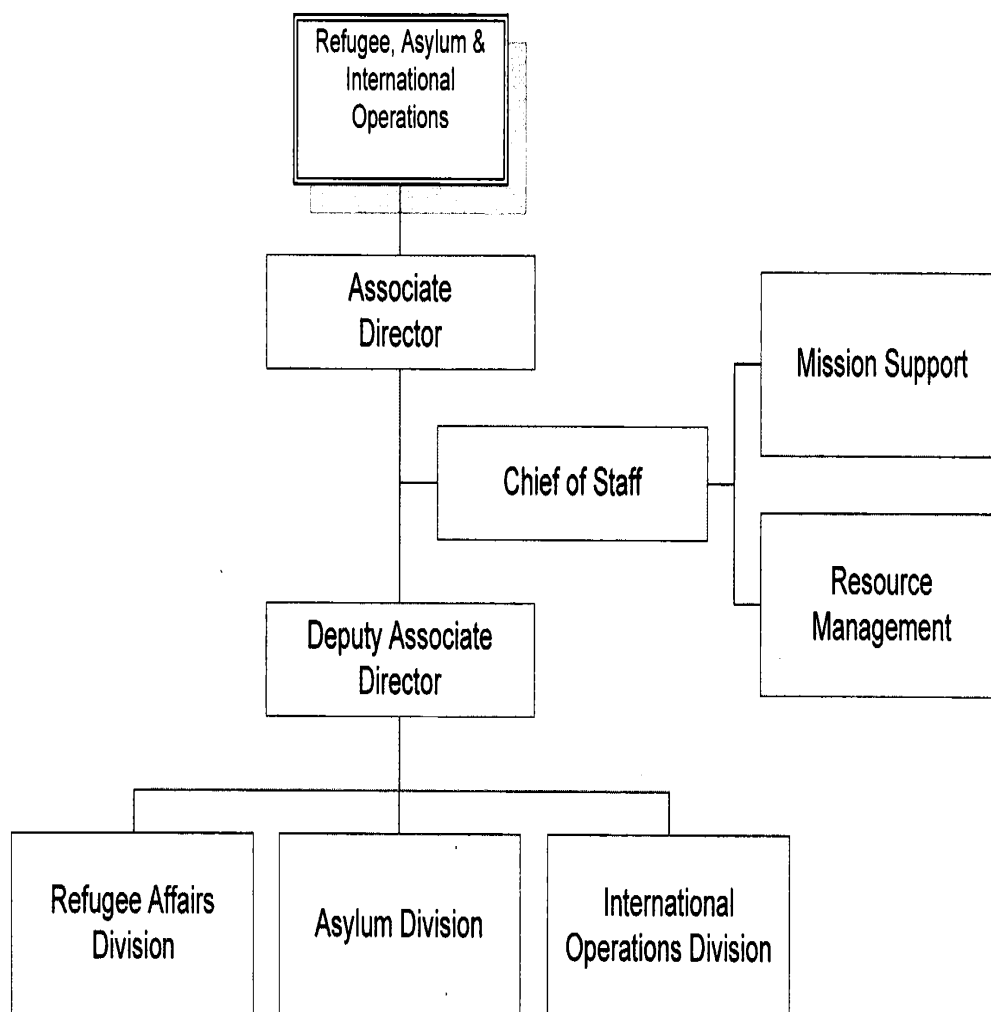 Refugee, Asylum &
International
Operations
Associate
Director
Mission Support
Chief of Staff
Resource
Management
Deputy Associate
Director
Refugee Affairs
Division
Asylum Division
International
Operations Division